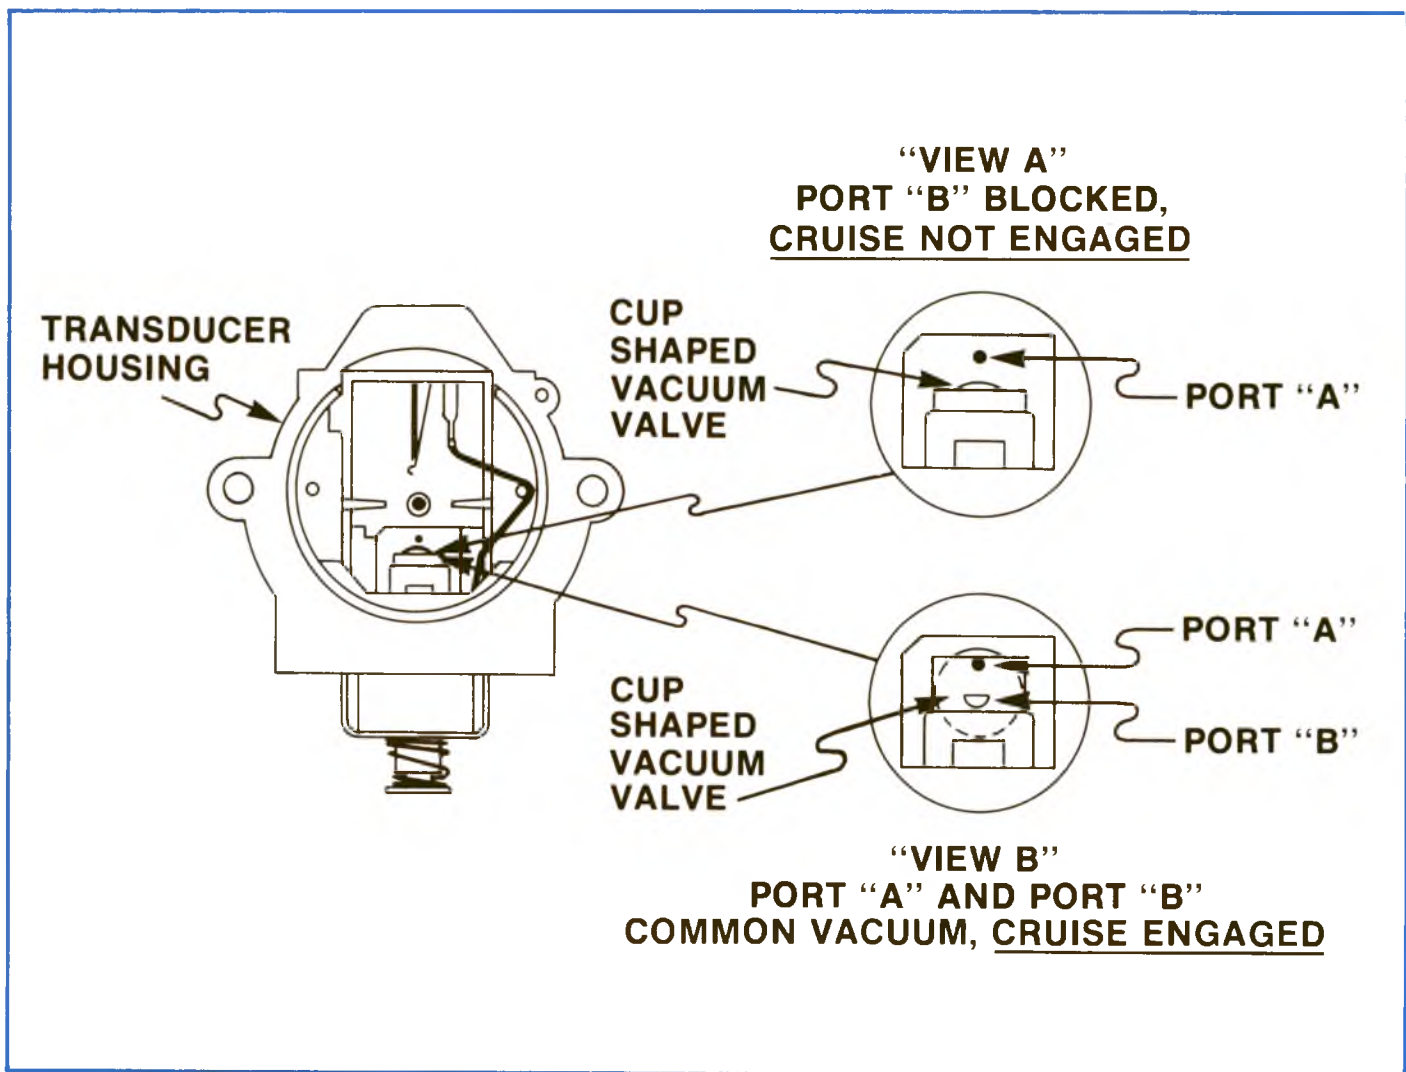 “VIEW A”
PORT “B” BLOCKED,
CRUISE NOT ENGAGED
TRANSDUCER
HOUSING
CUP
SHAPED
VACUUM
VALVE
PORT “A”
PORT “A”
CUP
SHAPED
VACUUM
VALVE
PORT “B”
“VIEW B”
PORT “A” AND PORT “B”
COMMON VACUUM, CRUISE ENGAGED